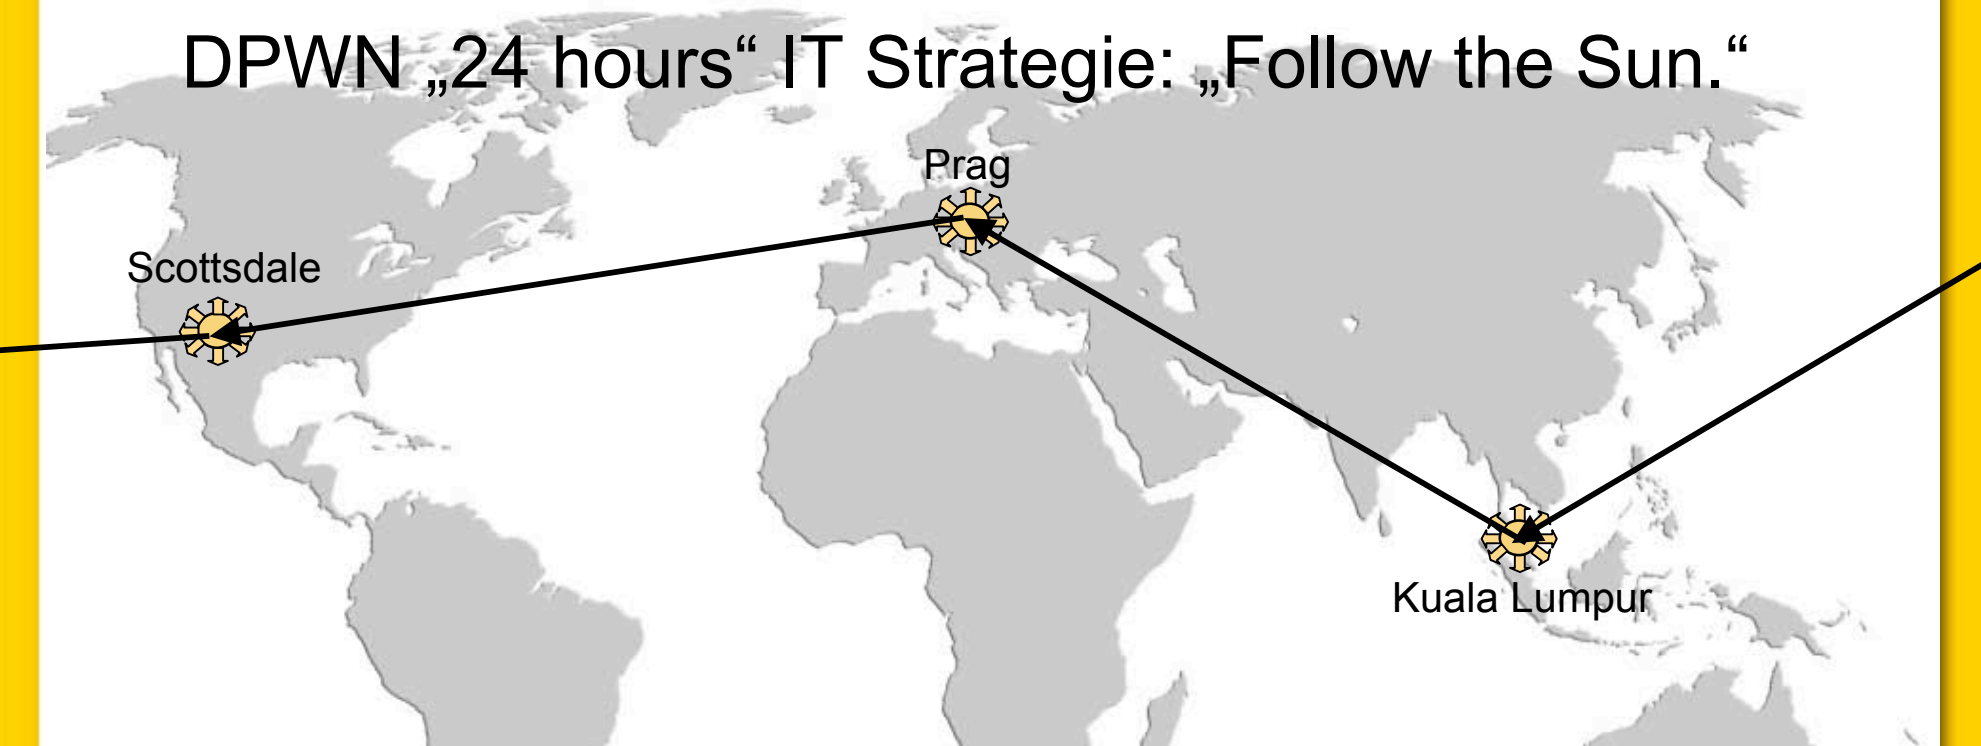 DPWN „24 hours“ IT Strategie: „Follow the Sun.“
Prag
Scottsdale
Kuala Lumpur